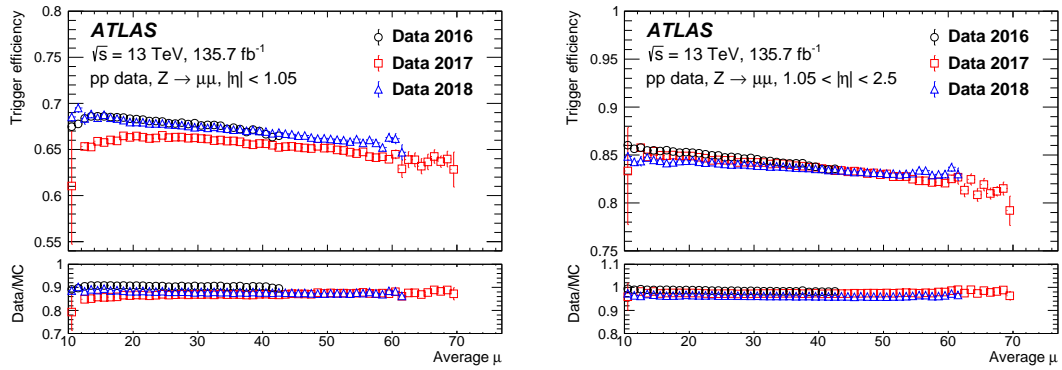 Trigger efficiency
0.8
0.75
0.7
0.65
0.6
0.55
ATLAS
√s = 13 TeV, 135.7 fb⁻¹
pp data, Z → μμ, |η| < 1.05
Data 2016
Data 2017
Data 2018
Data/MC
1
0.9
0.8
0.7
10 20 30 40 50 60 70
Average μ
Trigger efficiency
1
0.95
0.9
0.85
0.8
0.75
ATLAS
√s = 13 TeV, 135.7 fb⁻¹
pp data, Z → μμ, 1.05 < |η| < 2.5
Data 2016
Data 2017
Data 2018
Data/MC
1.1
1
0.9
0.8
10 20 30 40 50 60 70
Average μ